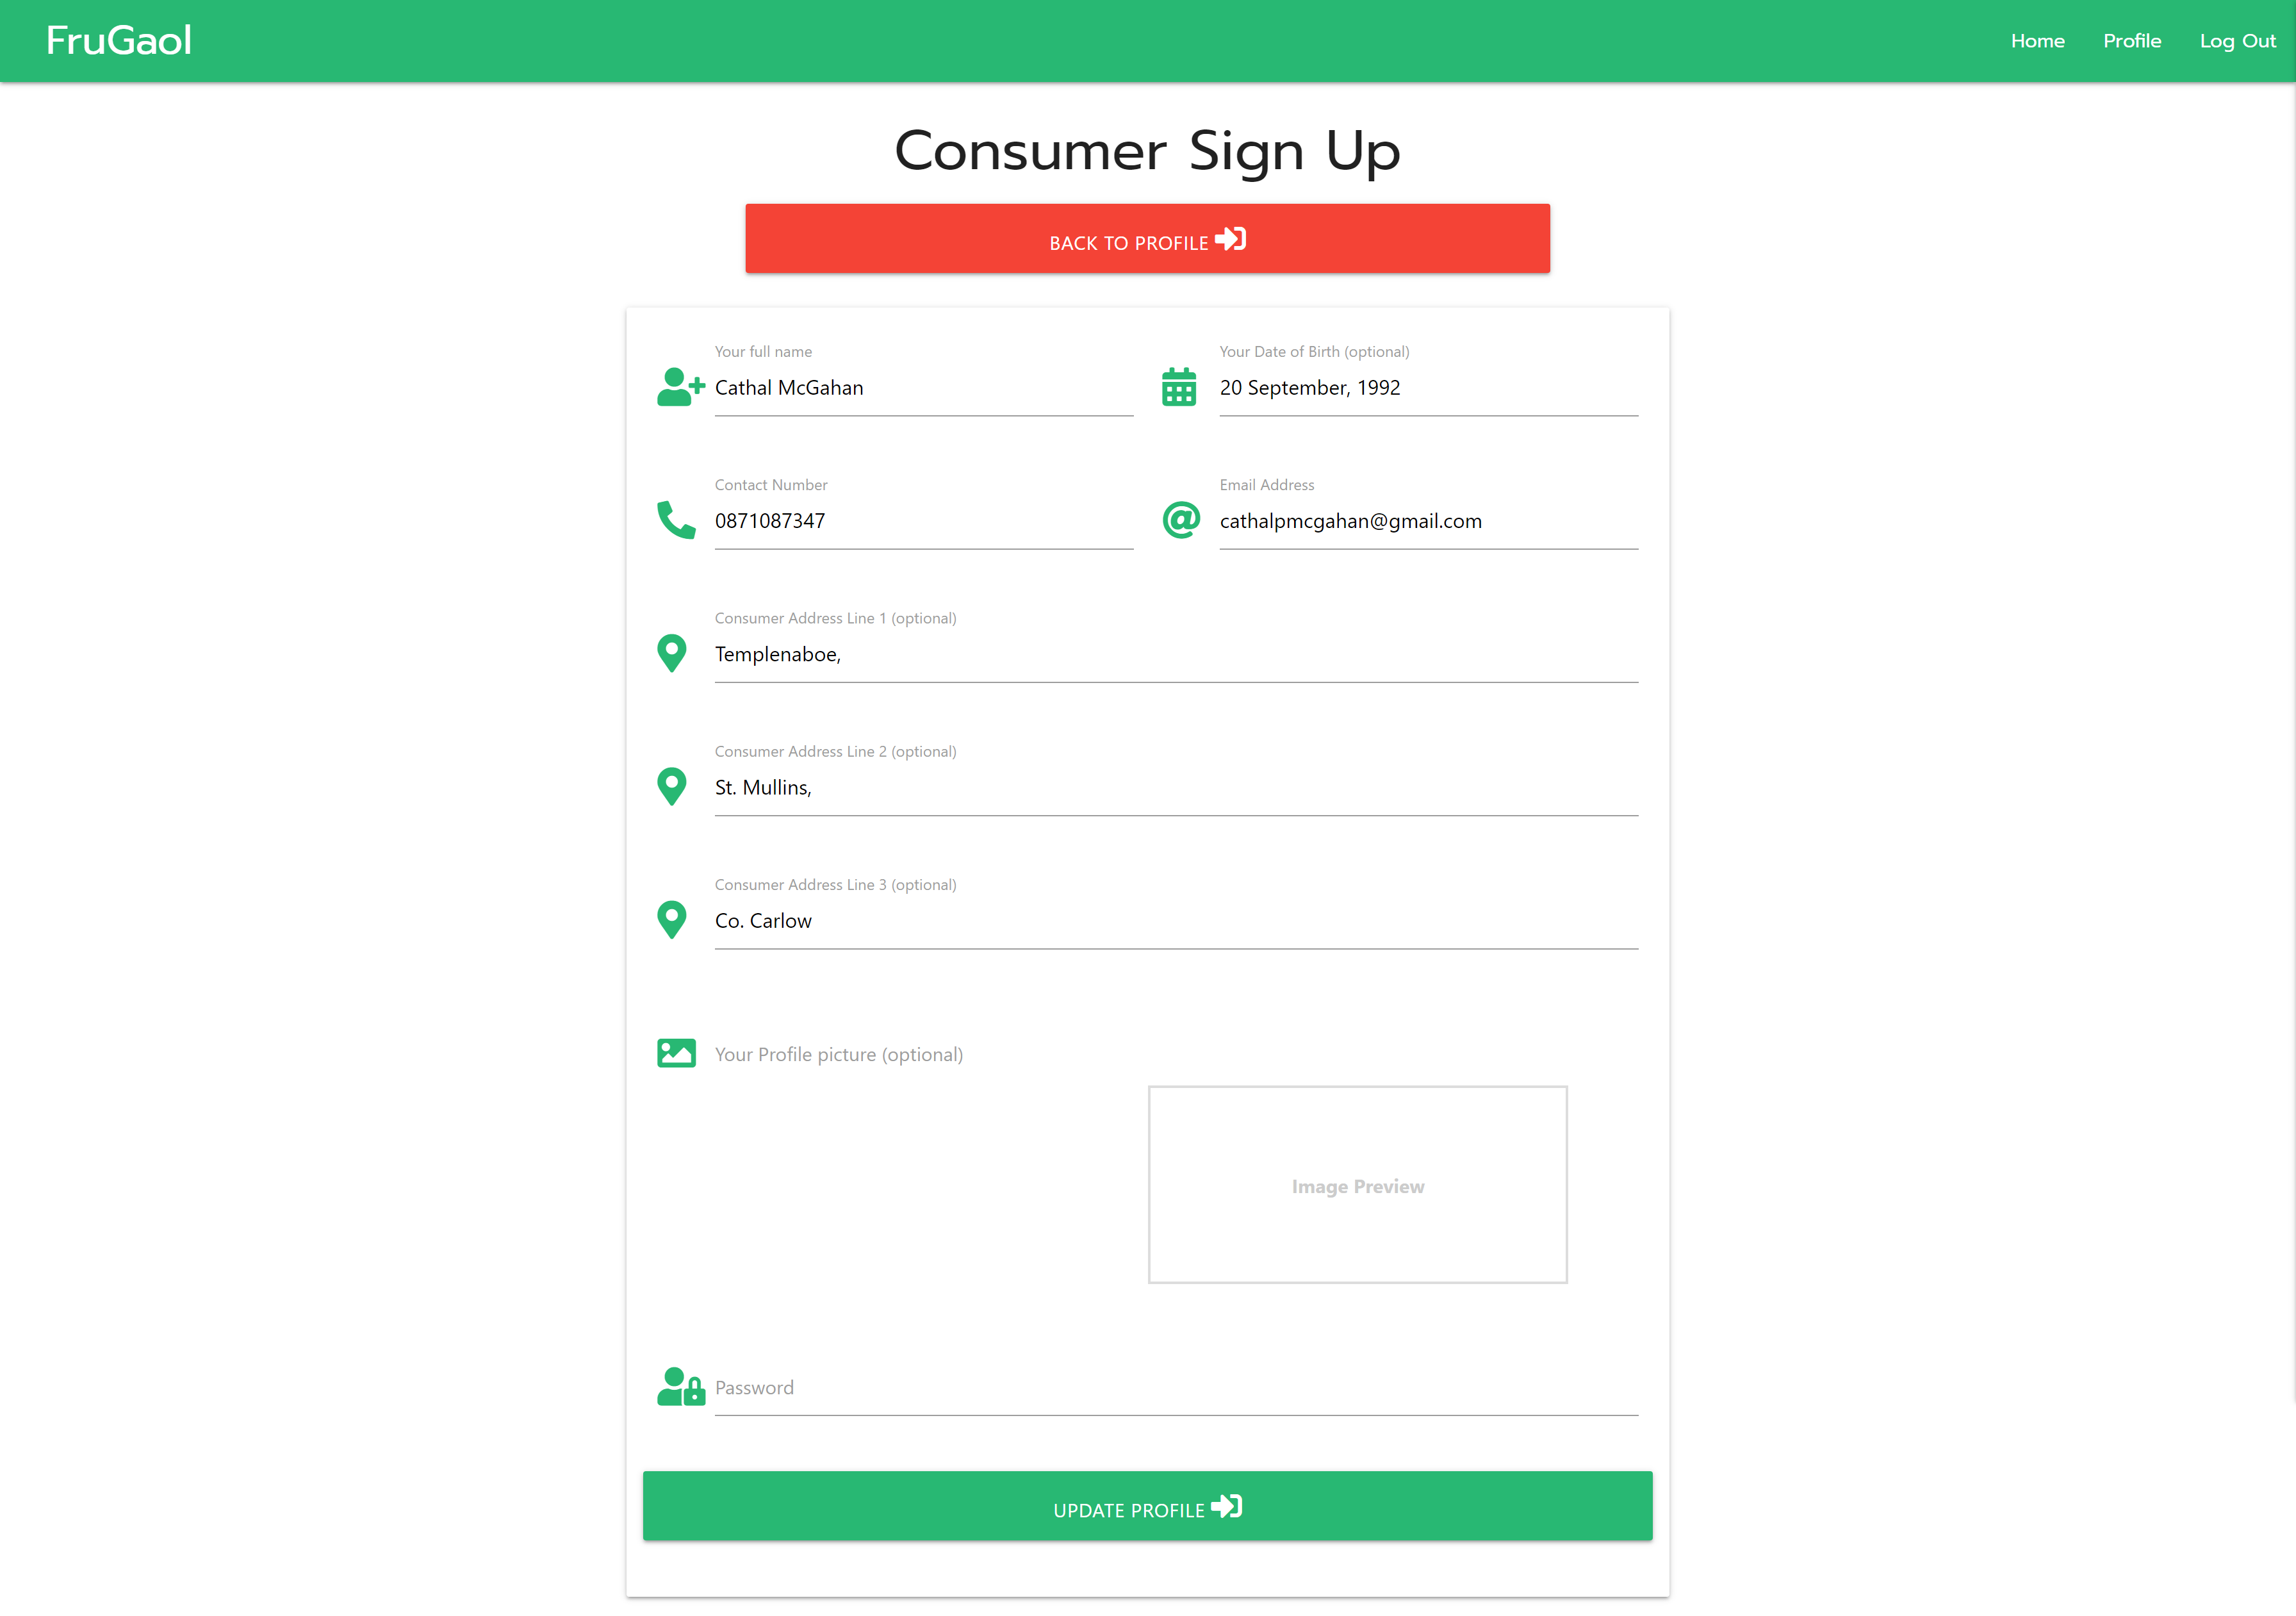 FruGaol
Home Profile Log Out
Consumer Sign Up
BACK TO PROFILE
Your full name
Cathal McGahan
Your Date of Birth (optional)
20 September, 1992
Contact Number
0871087347
Email Address
cathalpmcgahan@gmail.com
Consumer Address Line 1 (optional)
Templenaboe,
Consumer Address Line 2 (optional)
St. Mullins,
Consumer Address Line 3 (optional)
Co. Carlow
Your Profile picture (optional)
Image Preview
Password
UPDATE PROFILE